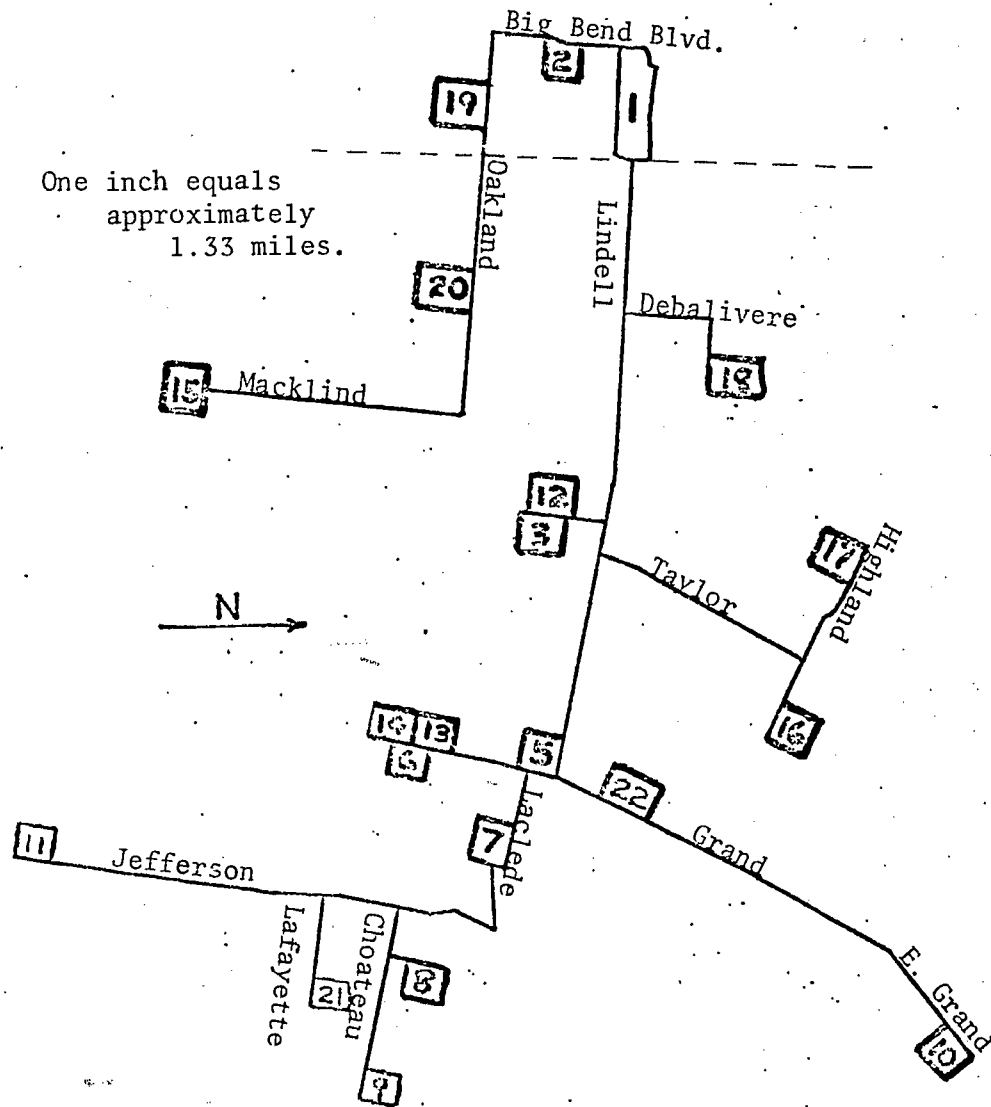 Big Bend Blvd.
2
1
19
One inch equals
approximately
1.33 miles.
Oakland
Lindell
20
Debalivere
18
15
Macklind
12
3
17
Highland
Taylor
N
16
14
13
6
5
22
7
Laclede
Grand
11
Jefferson
Lafayette
Choateau
21
8
9
E. Grand
10